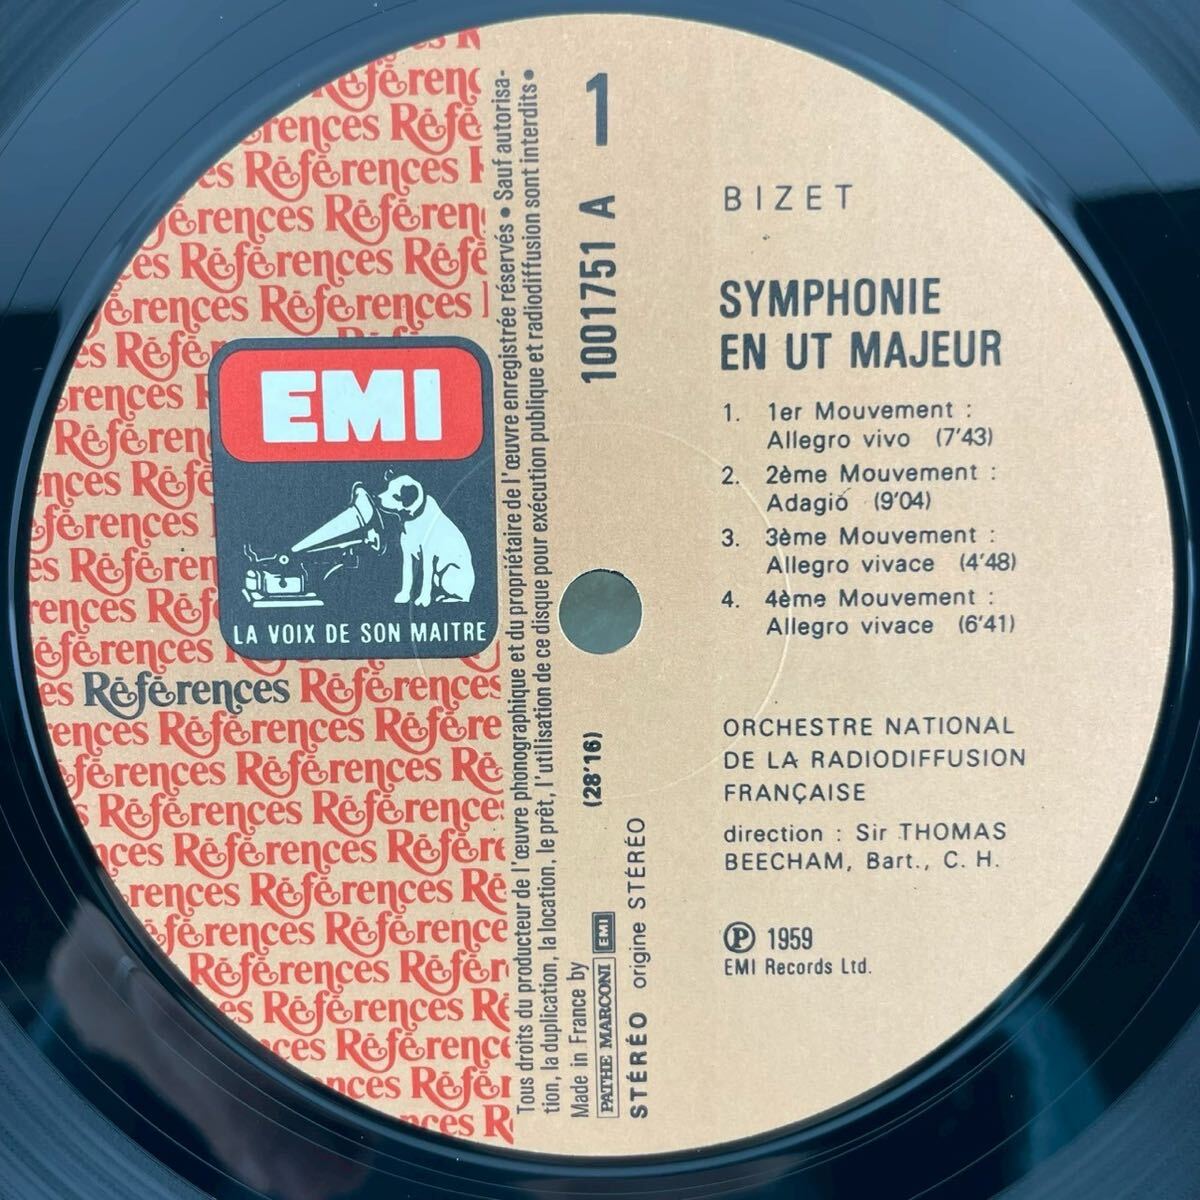 BIZET
SYMPHONIE
EN UT MAJEUR
1. 1er Mouvement :
Allegro vivo (7'43)
2. 2ème Mouvement :
Adagio (9'04)
3. 3ème Mouvement :
Allegro vivace (4'48)
4. 4ème Mouvement :
Allegro vivace (6'41)
ORCHESTRE NATIONAL
DE LA RADIODIFFUSION
FRANÇAISE
direction : Sir THOMAS
BEECHAM, Bart., C. H.
Ⓟ 1959
EMI Records Ltd.
1
1001751 A
(28'16)
Tous droits du producteur de l'œuvre phonographique et du propriétaire de l'œuvre enregistrée réservés • Sauf autorisa-
tion, la duplication, la location, le prêt, l'utilisation de ce disque pour exécution publique et radiodiffusion sont interdits •
Made in France by
PATHE MARCONI EMI
STÉRÉO origine STÉRÉO
EMI
LA VOIX DE SON MAITRE
Références
Références